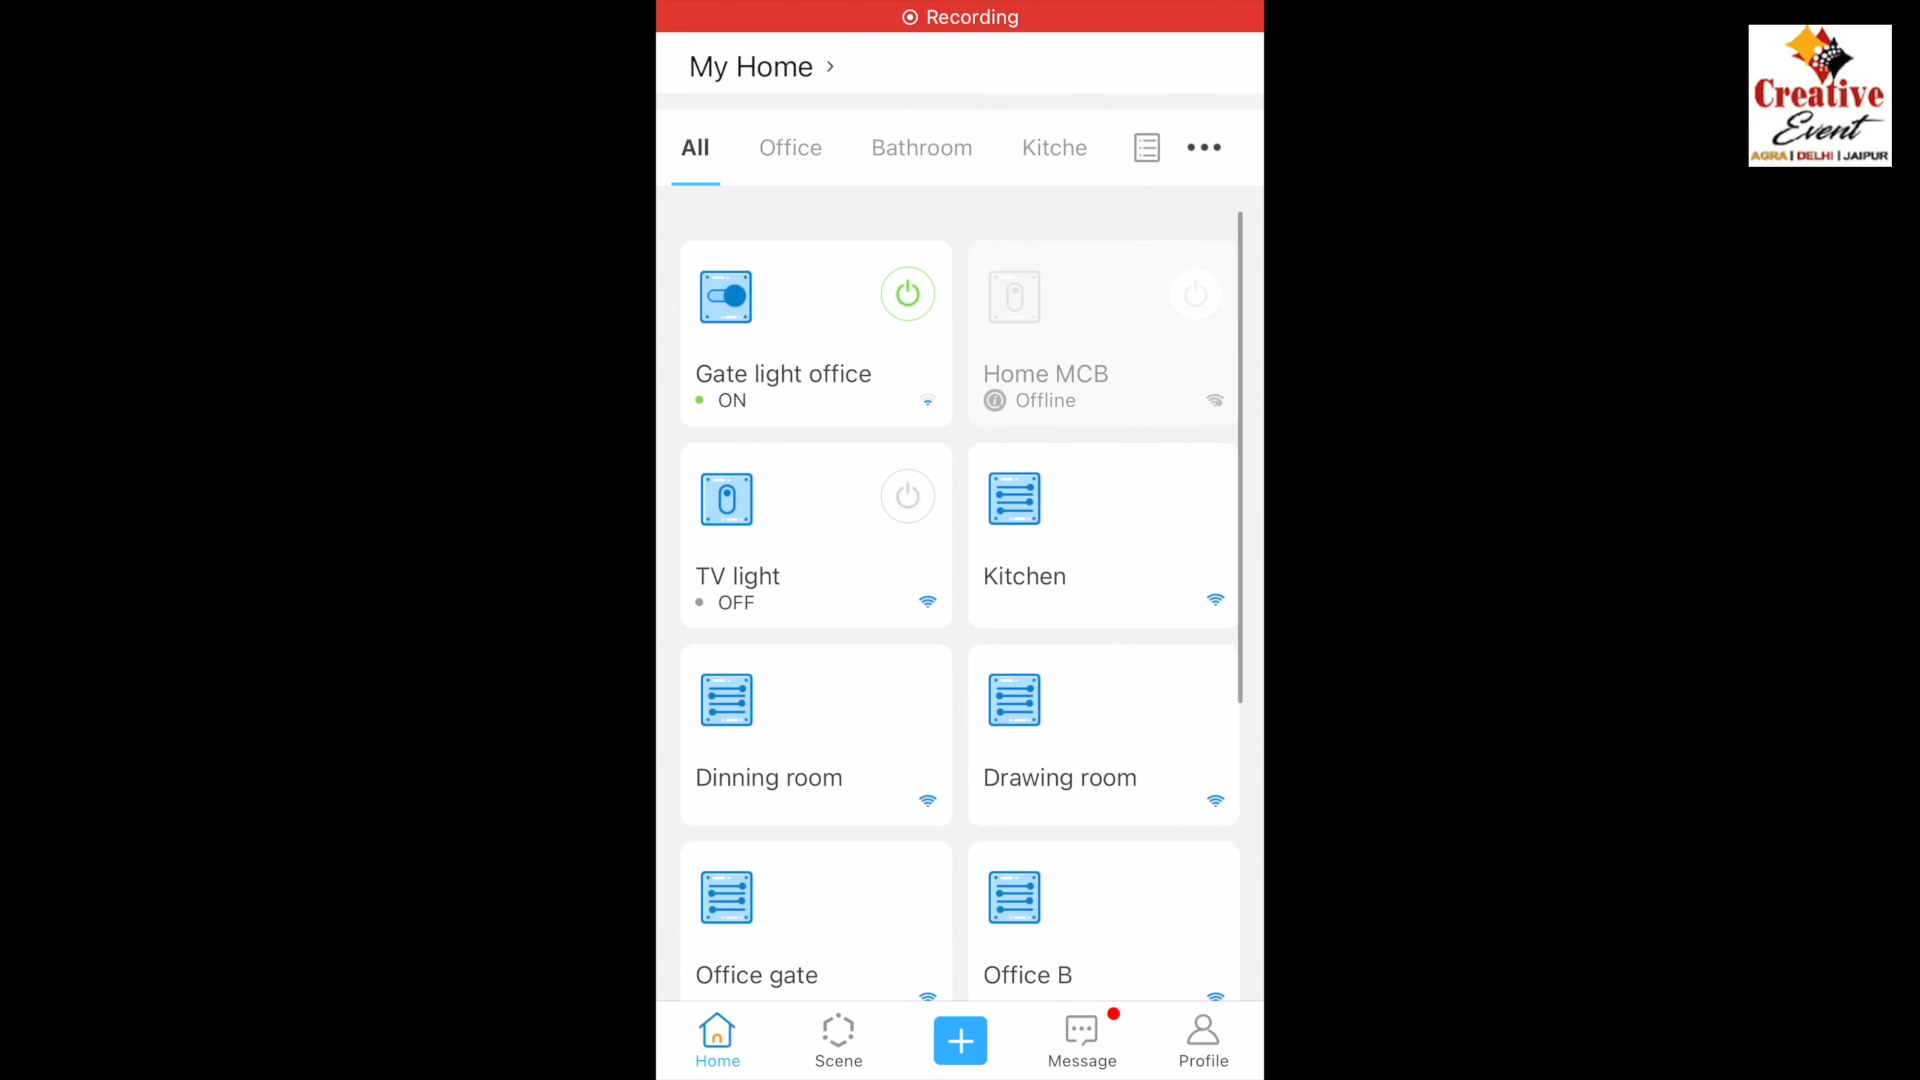 Recording
My Home
All Office Bathroom Kitche
Gate light office
ON
Home MCB
Offline
TV light
OFF
Kitchen
Dinning room
Drawing room
Office gate
Office B
Home
Scene
Message
Profile
Creative
Event
AGRA | DELHI | JAIPUR